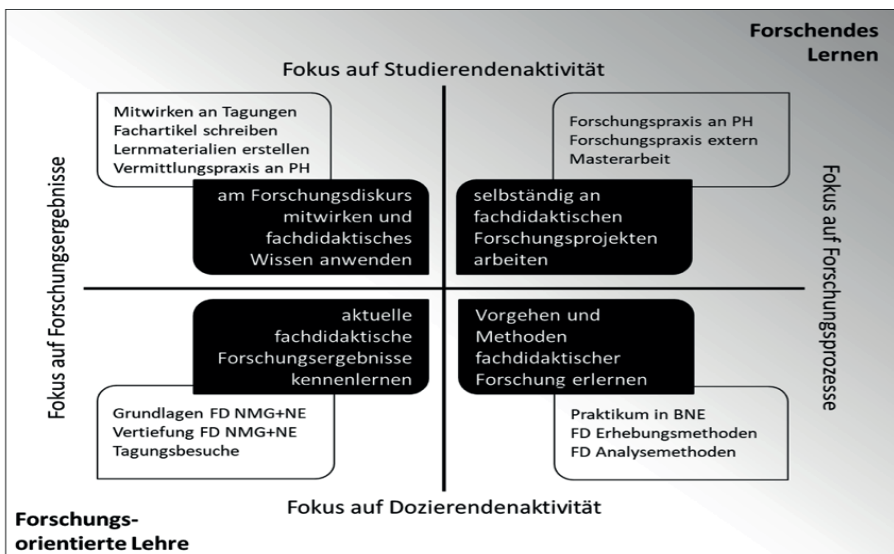 Forschendes
Lernen
Fokus auf Studierendenaktivität
Mitwirken an Tagungen
Fachartikel schreiben
Lernmaterialien erstellen
Vermittlungspraxis an PH
Forschungspraxis an PH
Forschungspraxis extern
Masterarbeit
am Forschungsdiskurs
mitwirken und
fachdidaktisches
Wissen anwenden
selbständig an
fachdidaktischen
Forschungsprojekten
arbeiten
Fokus auf Forschungsergebnisse
Fokus auf Forschungsprozesse
aktuelle
fachdidaktische
Forschungsergebnisse
kennenlernen
Vorgehen und
Methoden
fachdidaktischer
Forschung erlernen
Grundlagen FD NMG+NE
Vertiefung FD NMG+NE
Tagungsbesuche
Praktikum in BNE
FD Erhebungsmethoden
FD Analysemethoden
Fokus auf Dozierendenaktivität
Forschungs-
orientierte Lehre